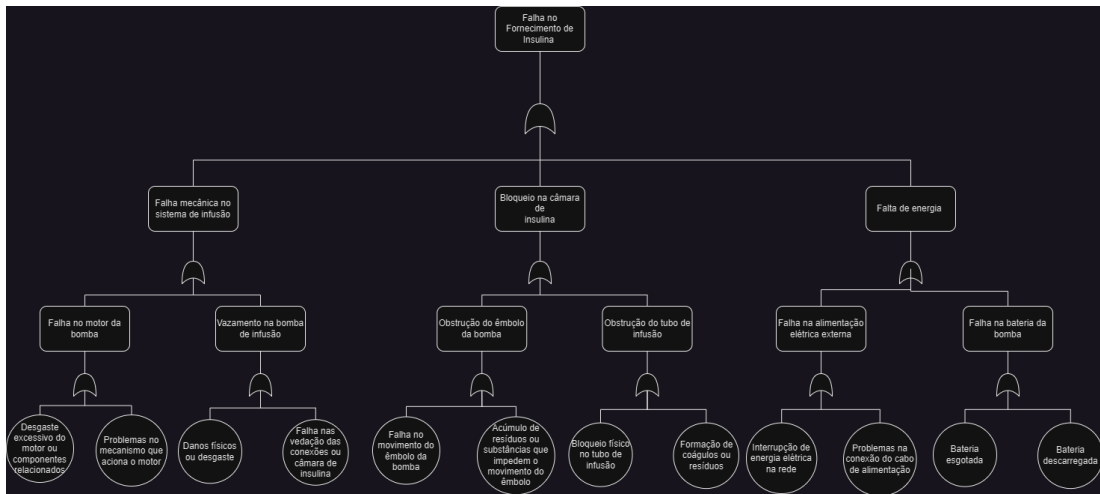 Falha no
Fornecimento de
Insulina
Falha mecânica no
sistema de infusão
Bloqueio na câmara
de
insulina
Falta de energia
Falha no motor da
bomba
Vazamento na bomba
de infusão
Obstrução do êmbolo
da bomba
Obstrução do tubo de
infusão
Falha na alimentação
elétrica externa
Falha na bateria da
bomba
Desgaste
excessivo do
motor ou
componentes
relacionados
Problemas no
mecanismo que
aciona o motor
Danos físicos
ou desgaste
Falha nas
vedação das
conexões ou
câmara de
insulina
Falha no
movimento do
êmbolo da
bomba
Acúmulo de
resíduos ou
substâncias que
impedem o
movimento do
êmbolo
Bloqueio físico
no tubo de
infusão
Formação de
coágulos ou
resíduos
Interrupção de
energia elétrica
na rede
Problemas na
conexão do cabo
de alimentação
Bateria
esgotada
Bateria
descarregada